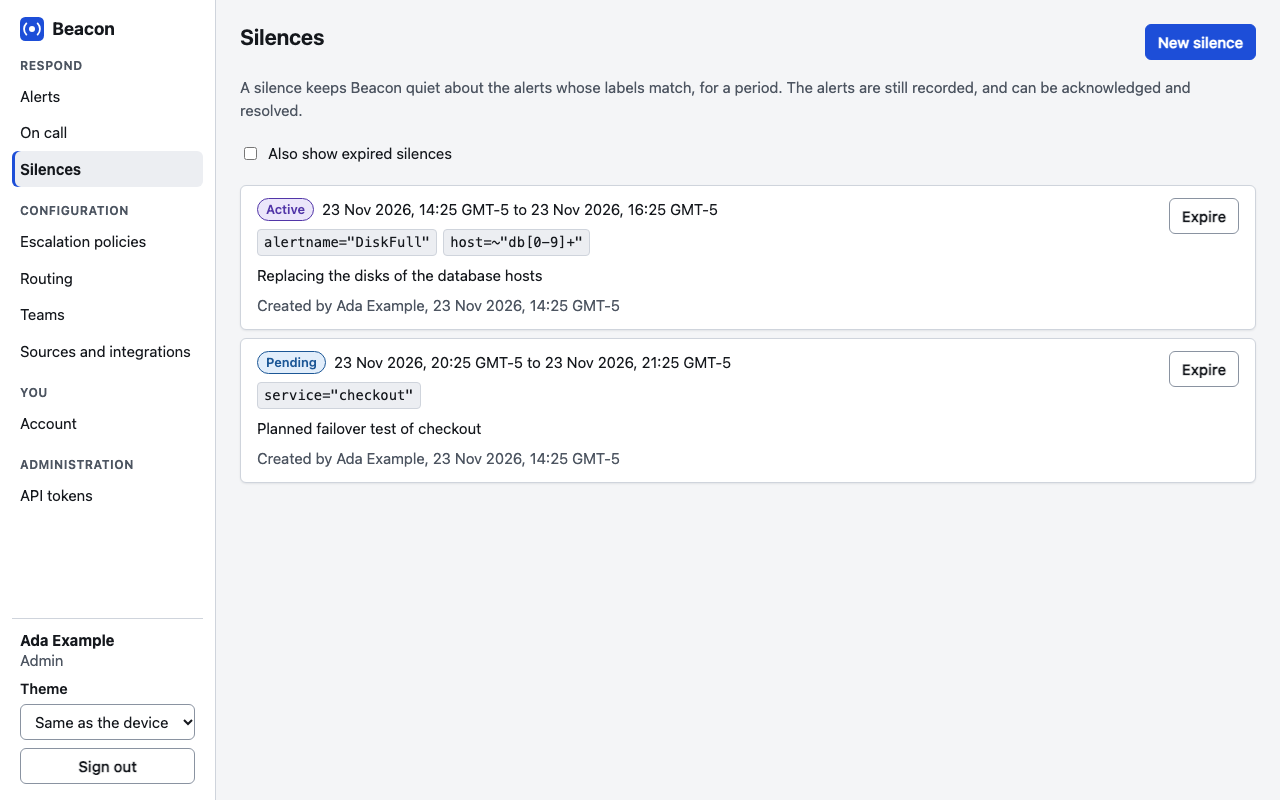 Beacon
RESPOND
Alerts
On call
Silences
CONFIGURATION
Escalation policies
Routing
Teams
Sources and integrations
YOU
Account
ADMINISTRATION
API tokens
Ada Example
Admin
Theme
Same as the device
Sign out
Silences
New silence
A silence keeps Beacon quiet about the alerts whose labels match, for a period. The alerts are still recorded, and can be acknowledged and
resolved.
Also show expired silences
Active 23 Nov 2026, 14:25 GMT-5 to 23 Nov 2026, 16:25 GMT-5
Expire
alertname="DiskFull" host=~"db[0-9]+"
Replacing the disks of the database hosts
Created by Ada Example, 23 Nov 2026, 14:25 GMT-5
Pending 23 Nov 2026, 20:25 GMT-5 to 23 Nov 2026, 21:25 GMT-5
Expire
service="checkout"
Planned failover test of checkout
Created by Ada Example, 23 Nov 2026, 14:25 GMT-5